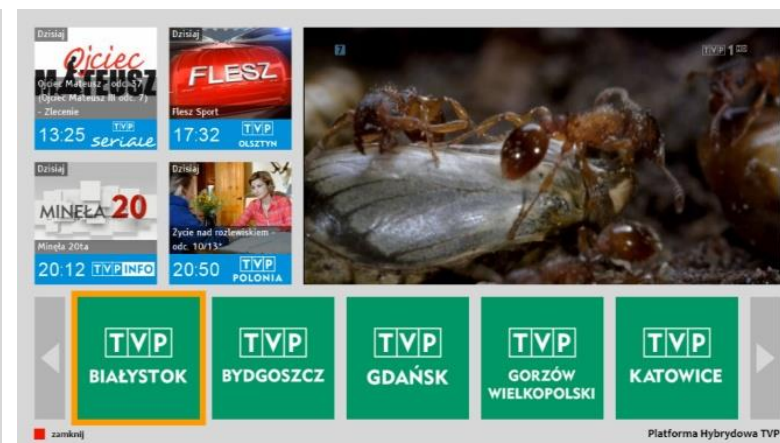 Dzisiaj
Ojciec
MATEUSZ
Ojciec Mateusz - odc. 37
(Ojciec Mateusz III odc. 7)
- Zlecenie
13:25 TVP seriale
Dzisiaj
FLESZ
Flesz Sport
17:32 TVP OLSZTYN
7
TVP 1 HD
Dzisiaj
MINĘŁA 20
Minęła 20ta
20:12 TVP INFO
Dzisiaj
Życie nad rozlewiskiem -
odc. 10/13*
20:50 TVP POLONIA
TVP
BIAŁYSTOK
TVP
BYDGOSZCZ
TVP
GDAŃSK
TVP
GORZÓW
WIELKOPOLSKI
TVP
KATOWICE
zamknij
Platforma Hybrydowa TVP